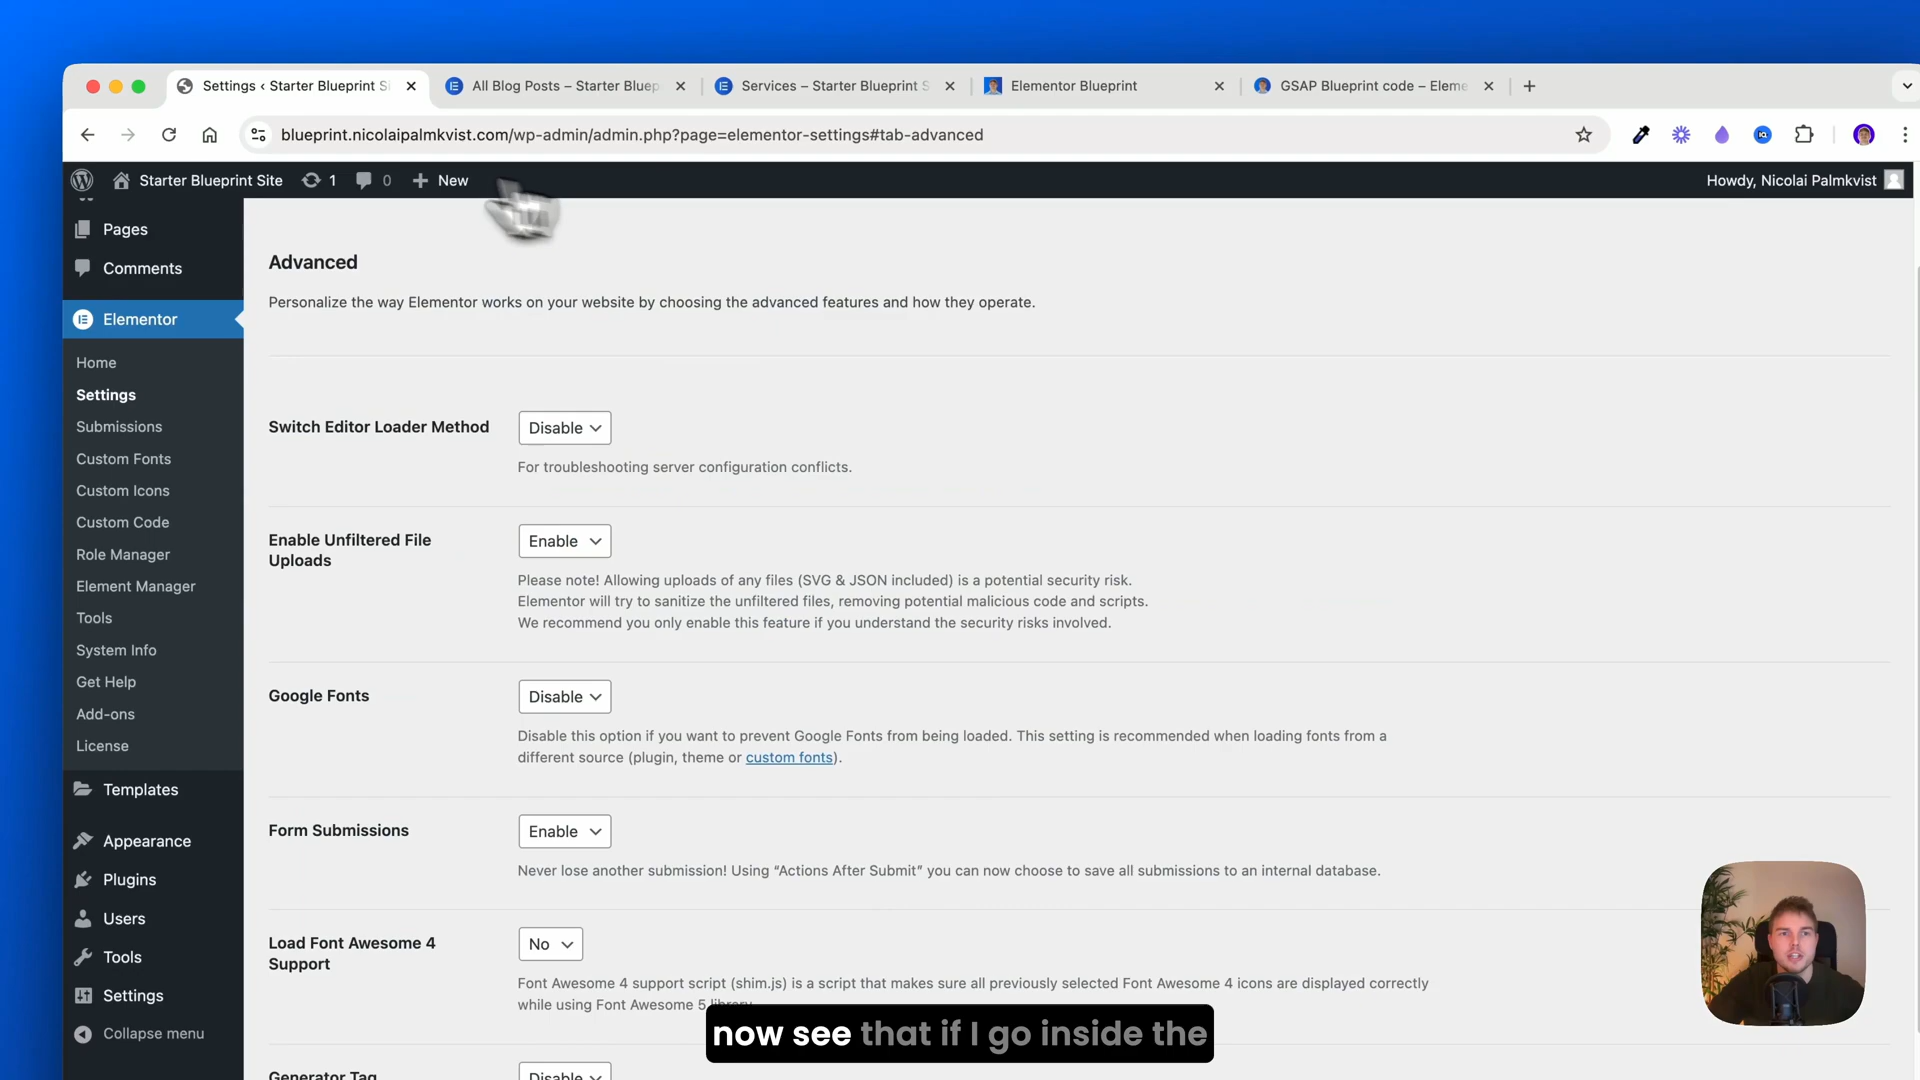 Settings ‹ Starter Blueprint Si
All Blog Posts – Starter Bluep
Services – Starter Blueprint S
Elementor Blueprint
GSAP Blueprint code – Eleme
blueprint.nicolaipalmkvist.com/wp-admin/admin.php?page=elementor-settings#tab-advanced
Starter Blueprint Site
1
0
New
Howdy, Nicolai Palmkvist
Pages
Comments
Elementor
Home
Settings
Submissions
Custom Fonts
Custom Icons
Custom Code
Role Manager
Element Manager
Tools
System Info
Get Help
Add-ons
License
Templates
Appearance
Plugins
Users
Tools
Settings
Collapse menu
Advanced
Personalize the way Elementor works on your website by choosing the advanced features and how they operate.
Switch Editor Loader Method
Disable
For troubleshooting server configuration conflicts.
Enable Unfiltered File
Uploads
Enable
Please note! Allowing uploads of any files (SVG & JSON included) is a potential security risk.
Elementor will try to sanitize the unfiltered files, removing potential malicious code and scripts.
We recommend you only enable this feature if you understand the security risks involved.
Google Fonts
Disable
Disable this option if you want to prevent Google Fonts from being loaded. This setting is recommended when loading fonts from a
different source (plugin, theme or custom fonts).
Form Submissions
Enable
Never lose another submission! Using “Actions After Submit” you can now choose to save all submissions to an internal database.
Load Font Awesome 4
Support
No
Font Awesome 4 support script (shim.js) is a script that makes sure all previously selected Font Awesome 4 icons are displayed correctly
while using Font Awesome 5 library.
now see that if I go inside the
Generator Tag
Disable